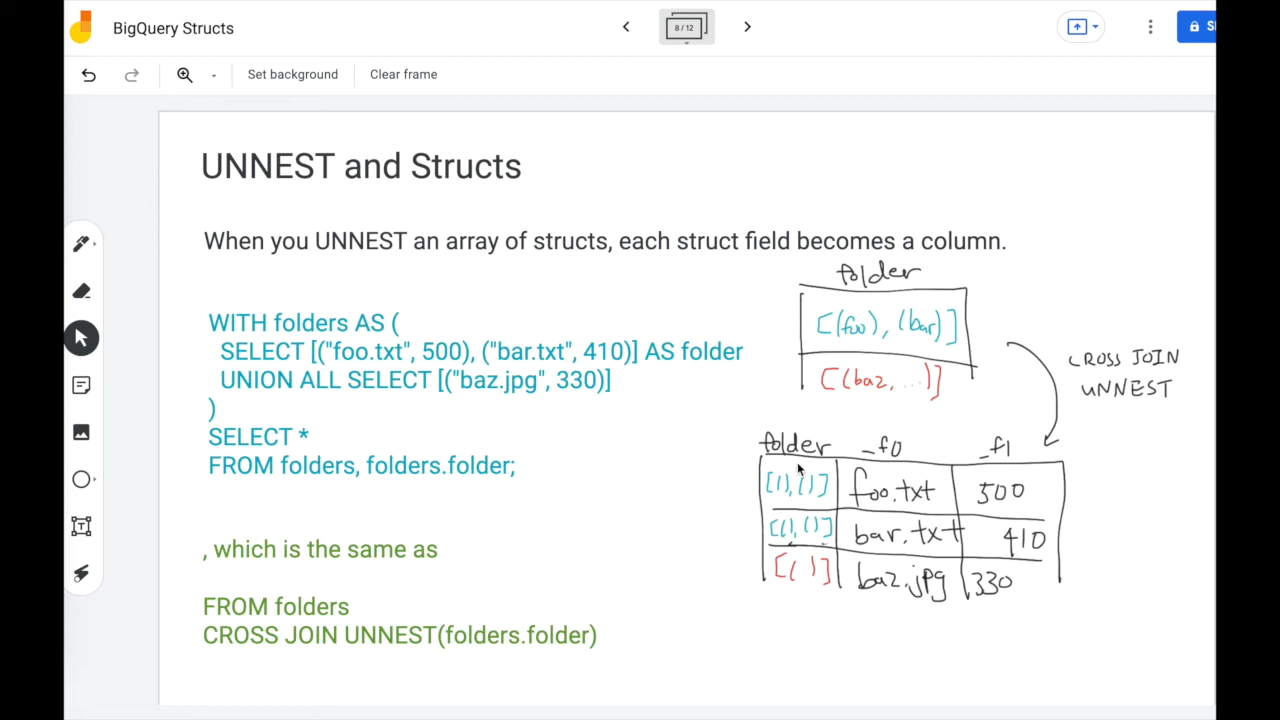 BigQuery Structs
8 / 12
S
Set background
Clear frame
UNNEST and Structs
When you UNNEST an array of structs, each struct field becomes a column.
WITH folders AS (
SELECT [("foo.txt", 500), ("bar.txt", 410)] AS folder
UNION ALL SELECT [("baz.jpg", 330)]
)
SELECT *
FROM folders, folders.folder;
, which is the same as
FROM folders
CROSS JOIN UNNEST(folders.folder)
folder
[(foo), (bar)]
[(baz, ...)]
CROSS JOIN
UNNEST
folder _f0 _f1
[(),()] foo.txt 500
[(),()] bar.txt 410
[()] baz.jpg 330